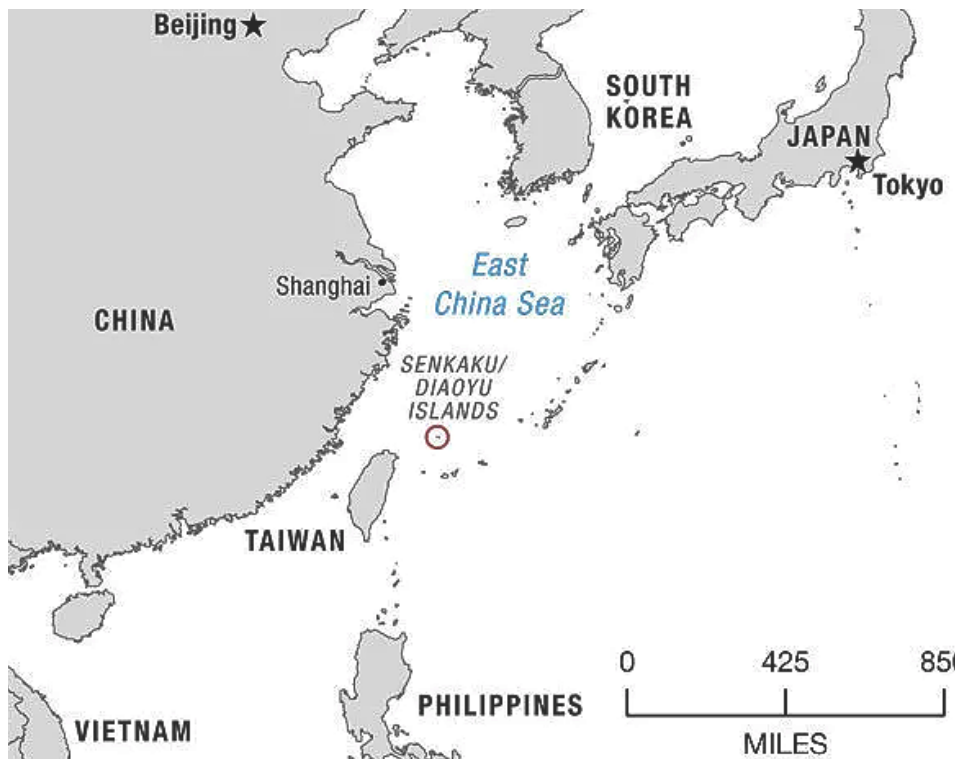 Beijing
SOUTH
KOREA
JAPAN
Tokyo
East
China Sea
Shanghai
CHINA
SENKAKU/
DIAOYU
ISLANDS
TAIWAN
0 425 850
PHILIPPINES
VIETNAM
MILES